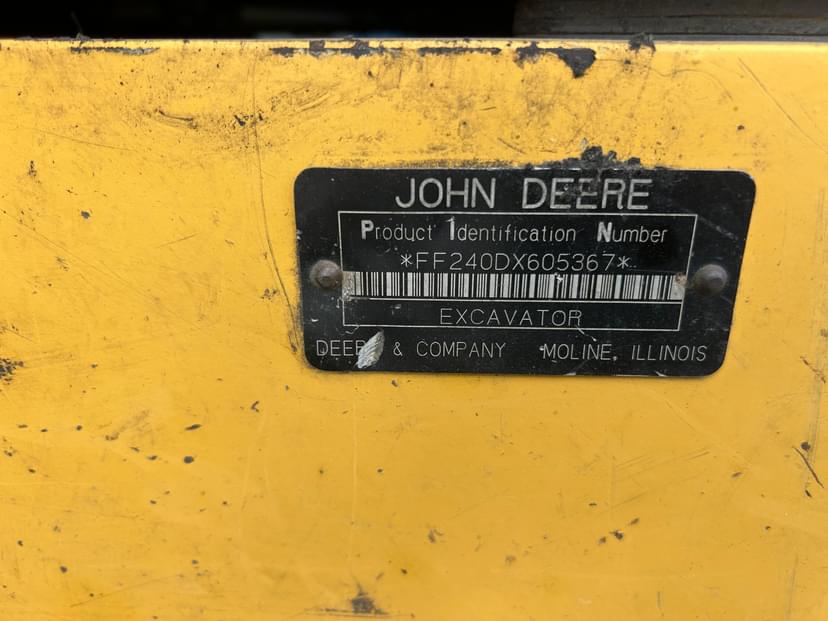 JOHN DEERE
Product Identification Number
*FF240DX605367*
EXCAVATOR
DEERE & COMPANY MOLINE, ILLINOIS